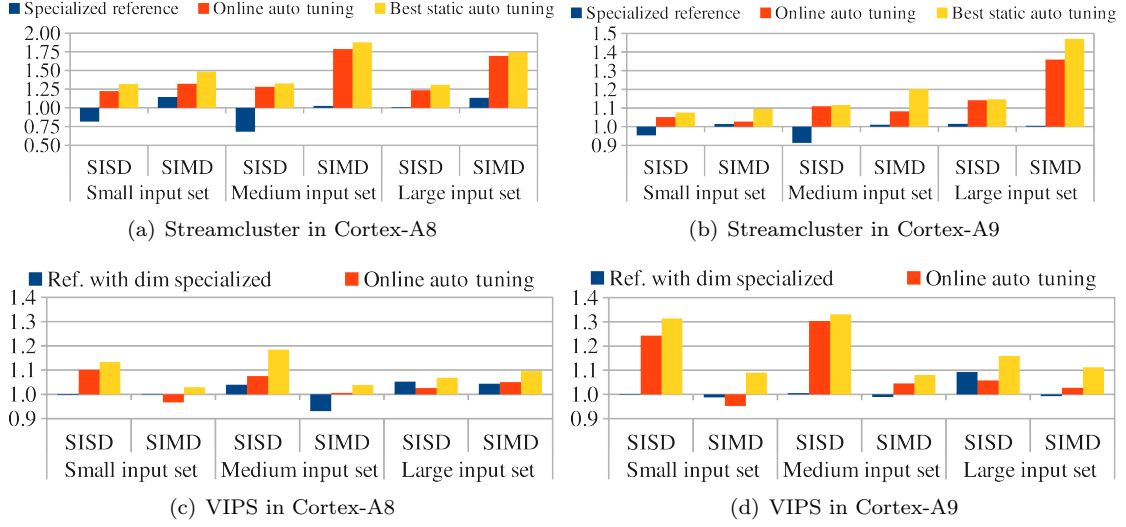 Specialized reference Online auto tuning Best static auto tuning
2.00
1.75
1.50
1.25
1.00
0.75
0.50
SISD SIMD SISD SIMD SISD SIMD
Small input set Medium input set Large input set
(a) Streamcluster in Cortex-A8
Specialized reference Online auto tuning Best static auto tuning
1.5
1.4
1.3
1.2
1.1
1.0
0.9
SISD SIMD SISD SIMD SISD SIMD
Small input set Medium input set Large input set
(b) Streamcluster in Cortex-A9
Ref. with dim specialized Online auto tuning
1.4
1.3
1.2
1.1
1.0
0.9
SISD SIMD SISD SIMD SISD SIMD
Small input set Medium input set Large input set
(c) VIPS in Cortex-A8
Ref. with dim specialized Online auto tuning
1.4
1.3
1.2
1.1
1.0
0.9
SISD SIMD SISD SIMD SISD SIMD
Small input set Medium input set Large input set
(d) VIPS in Cortex-A9